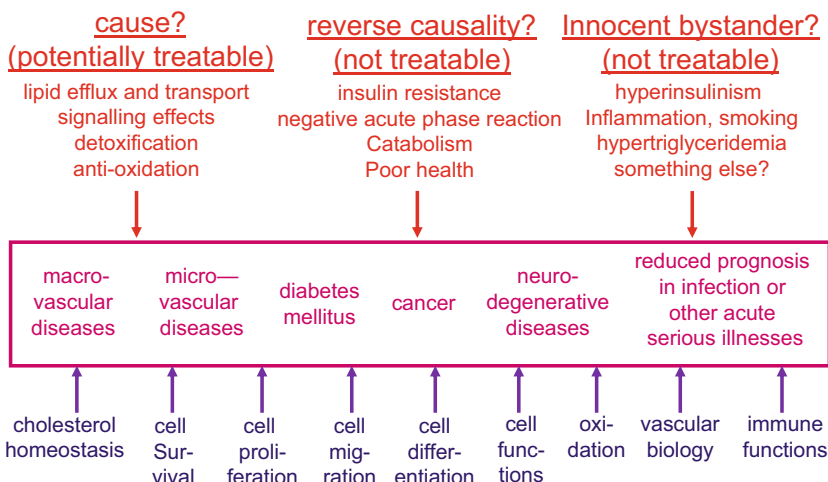 cause?
(potentially treatable)
lipid efflux and transport
signalling effects
detoxification
anti-oxidation
reverse causality?
(not treatable)
insulin resistance
negative acute phase reaction
Catabolism
Poor health
Innocent bystander?
(not treatable)
hyperinsulinism
Inflammation, smoking
hypertriglyceridemia
something else?
macro-
vascular
diseases
micro—
vascular
diseases
diabetes
mellitus
cancer
neuro-
degenerative
diseases
reduced prognosis
in infection or
other acute
serious illnesses
cholesterol
homeostasis
cell
Sur-
vival
cell
proli-
feration
cell
mig-
ration
cell
differ-
entiation
cell
func-
tions
oxi-
dation
vascular
biology
immune
functions